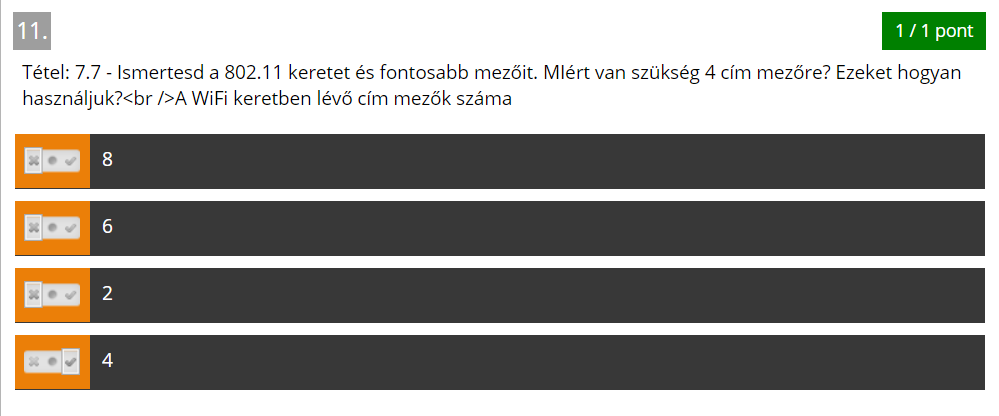 11.
1 / 1 pont
Tétel: 7.7 - Ismertesd a 802.11 keretet és fontosabb mezőit. MIért van szükség 4 cím mezőre? Ezeket hogyan
használjuk?<br />A WiFi keretben lévő cím mezők száma
8
6
2
4